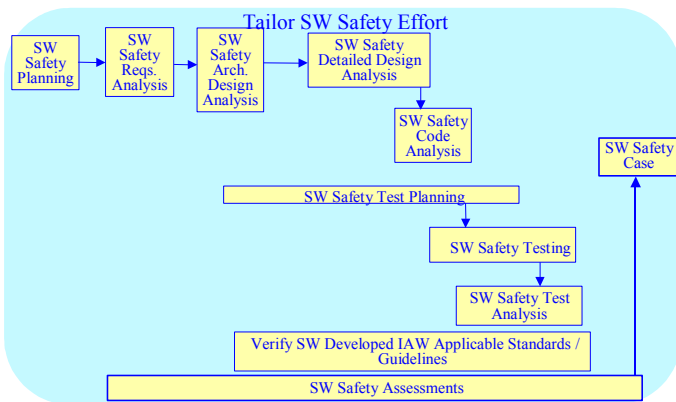 Tailor SW Safety Effort
SW
Safety
Planning
SW
Safety
Reqs.
Analysis
SW
Safety
Arch.
Design
Analysis
SW Safety
Detailed Design
Analysis
SW Safety
Code
Analysis
SW Safety
Case
SW Safety Test Planning
SW Safety Testing
SW Safety Test
Analysis
Verify SW Developed IAW Applicable Standards /
Guidelines
SW Safety Assessments